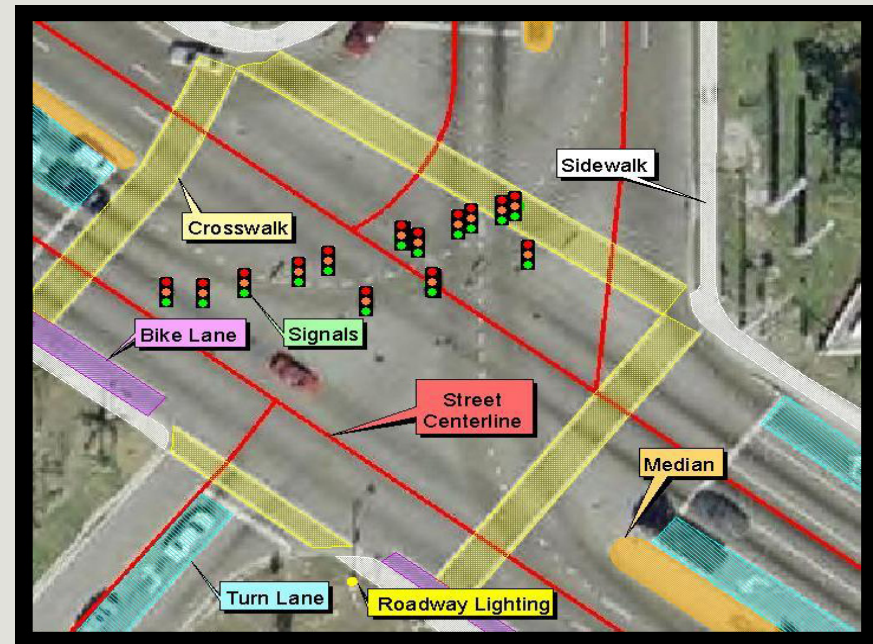 Sidewalk
Crosswalk
Bike Lane
Signals
Street
Centerline
Median
Turn Lane
Roadway Lighting